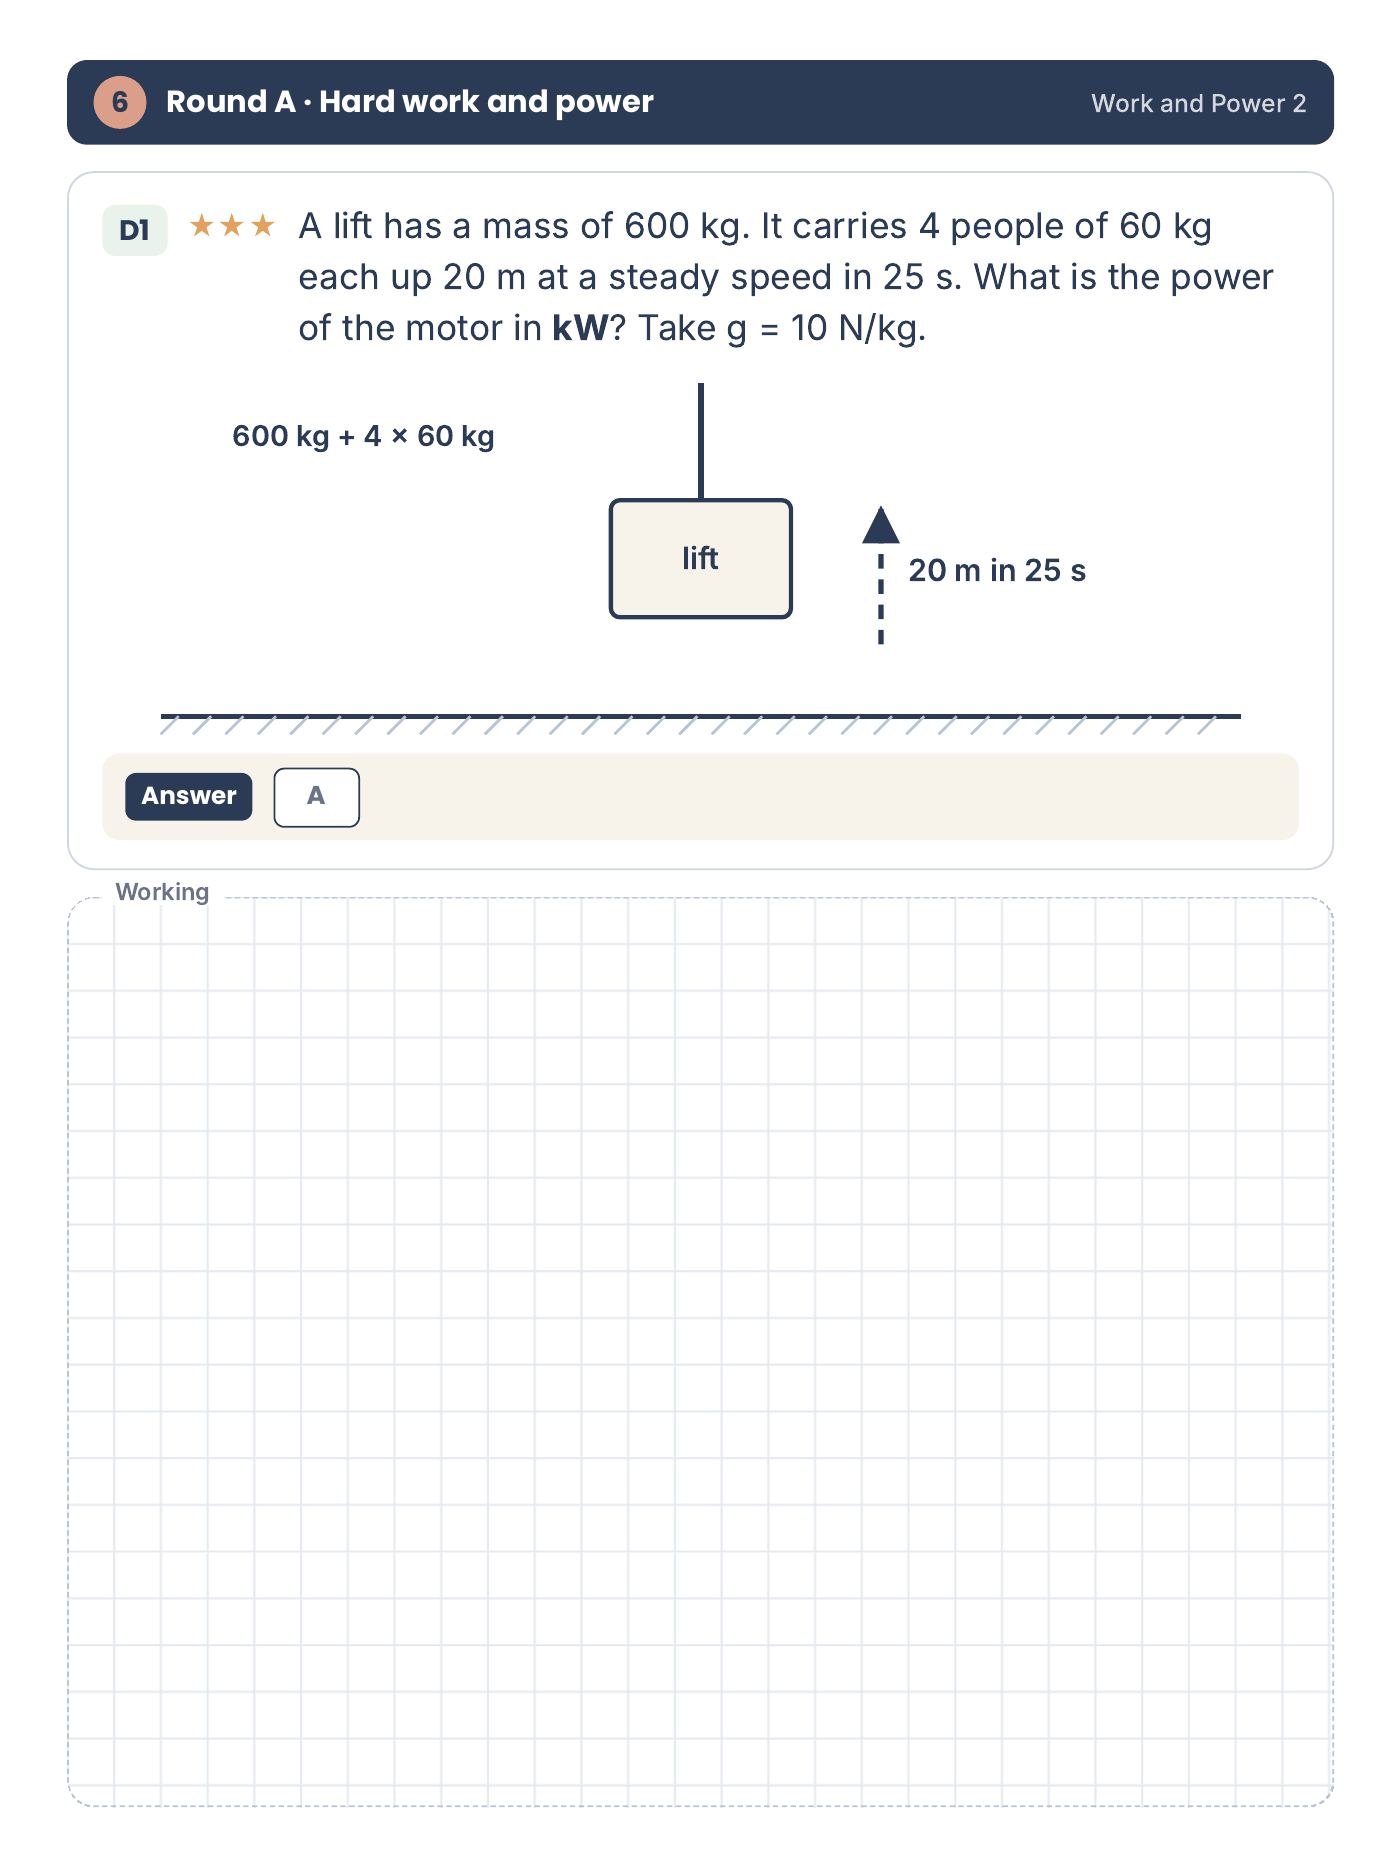 6 Round A · Hard work and power Work and Power 2
D1 ★★★ A lift has a mass of 600 kg. It carries 4 people of 60 kg
each up 20 m at a steady speed in 25 s. What is the power
of the motor in kW? Take g = 10 N/kg.
600 kg + 4 × 60 kg
lift
20 m in 25 s
Answer A
Working